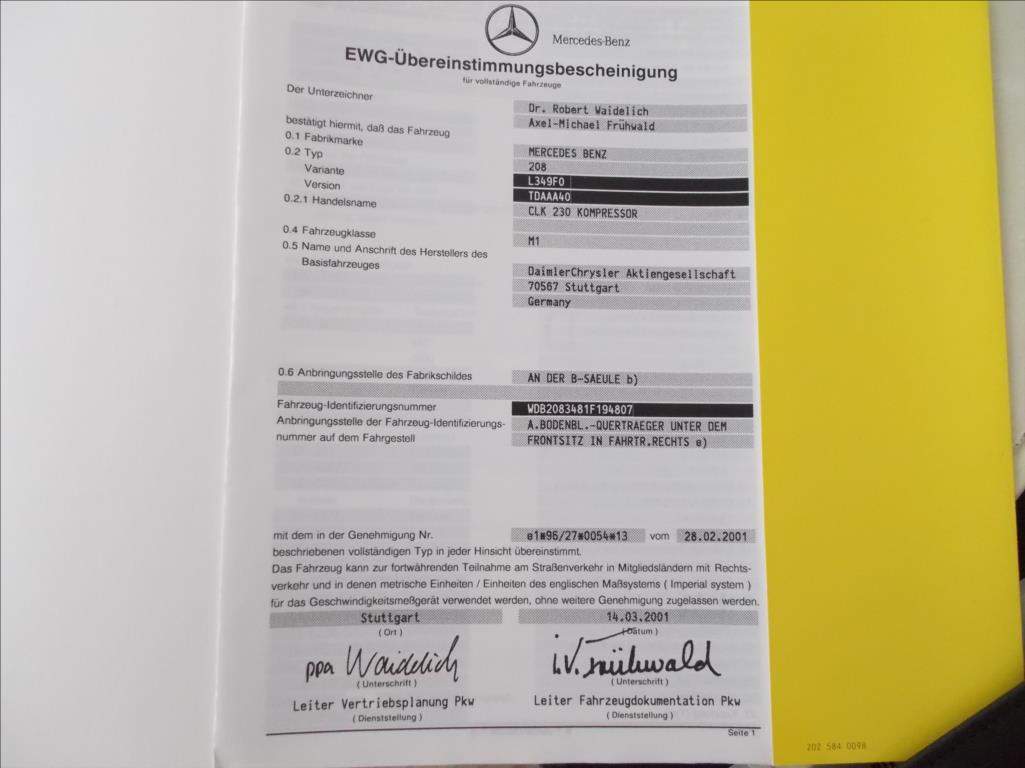 Mercedes-Benz
EWG-Übereinstimmungsbescheinigung
für vollständige Fahrzeuge
Der Unterzeichner
Dr. Robert Waidelich
Axel-Michael Frühwald
bestätigt hiermit, daß das Fahrzeug
0.1 Fabrikmarke MERCEDES BENZ
0.2 Typ 208
Variante L349F0
Version TDAAA40
0.2.1 Handelsname CLK 230 KOMPRESSOR
0.4 Fahrzeugklasse M1
0.5 Name und Anschrift des Herstellers des
Basisfahrzeuges
DaimlerChrysler Aktiengesellschaft
70567 Stuttgart
Germany
0.6 Anbringungsstelle des Fabrikschildes AN DER B-SAEULE b)
Fahrzeug-Identifizierungsnummer WDB2083481F194807
Anbringungsstelle der Fahrzeug-Identifizierungs- A.BODENBL.-QUERTRAEGER UNTER DEM
nummer auf dem Fahrgestell FRONTSITZ IN FAHRTR.RECHTS e)
mit dem in der Genehmigung Nr. e1*96/27*0054*13 vom 28.02.2001
beschriebenen vollständigen Typ in jeder Hinsicht übereinstimmt.
Das Fahrzeug kann zur fortwährenden Teilnahme am Straßenverkehr in Mitgliedsländern mit Rechts-
verkehr und in denen metrische Einheiten / Einheiten des englischen Maßsystems ( Imperial system )
für das Geschwindigkeitsmeßgerät verwendet werden, ohne weitere Genehmigung zugelassen werden.
Stuttgart 14.03.2001
( Ort ) ( Datum )
ppa Waidelich i.V. Frühwald
( Unterschrift ) ( Unterschrift )
Leiter Vertriebsplanung Pkw Leiter Fahrzeugdokumentation Pkw
( Dienststellung ) ( Dienststellung )
Seite 1
202 584 0098